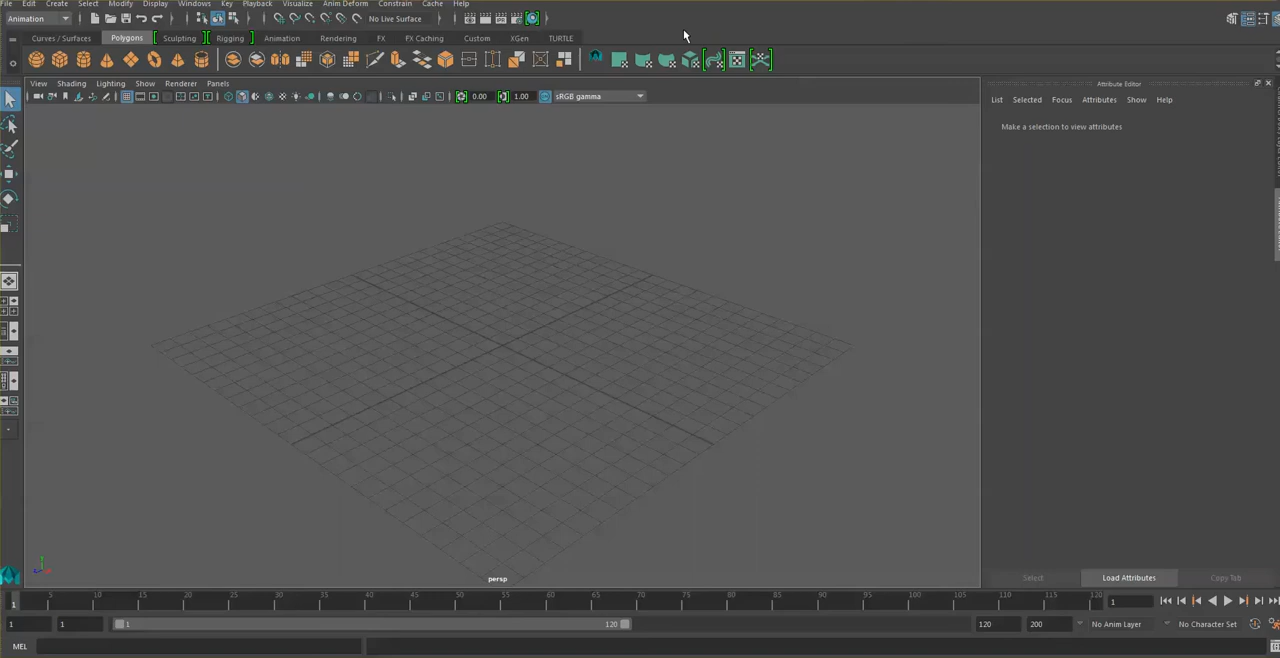 File Edit Create Select Modify Display Windows Key Playback Visualize Anim Deform Constrain Cache Help
Animation No Live Surface
Curves / Surfaces Polygons Sculpting Rigging Animation Rendering FX FX Caching Custom XGen TURTLE
View Shading Lighting Show Renderer Panels
Attribute Editor
0.00 1.00 sRGB gamma
List Selected Focus Attributes Show Help
Make a selection to view attributes
persp
Select Load Attributes Copy Tab
5 10 15 20 25 30 35 40 45 50 55 60 65 70 75 80 85 90 95 100 105 110 115 120
1 1
1 1 1 120 120 200 No Anim Layer No Character Set
MEL